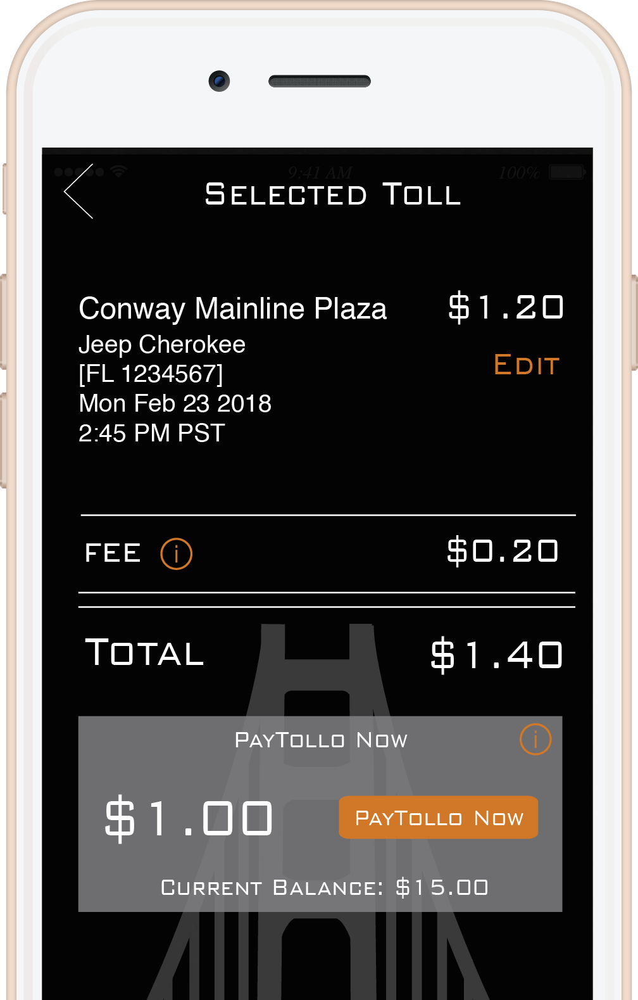 9:41 AM 100%
Selected Toll
Conway Mainline Plaza $1.20
Jeep Cherokee
[FL 1234567] Edit
Mon Feb 23 2018
2:45 PM PST
FEE i $0.20
Total $1.40
PayTollo Now i
$1.00 PayTollo Now
Current Balance: $15.00